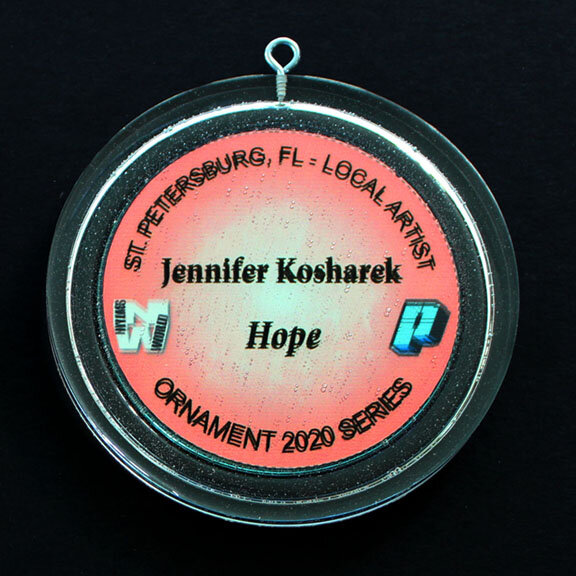 ST. PETERSBURG, FL - LOCAL ARTIST
Jennifer Kosharek
Hope
ORNAMENT 2020 SERIES